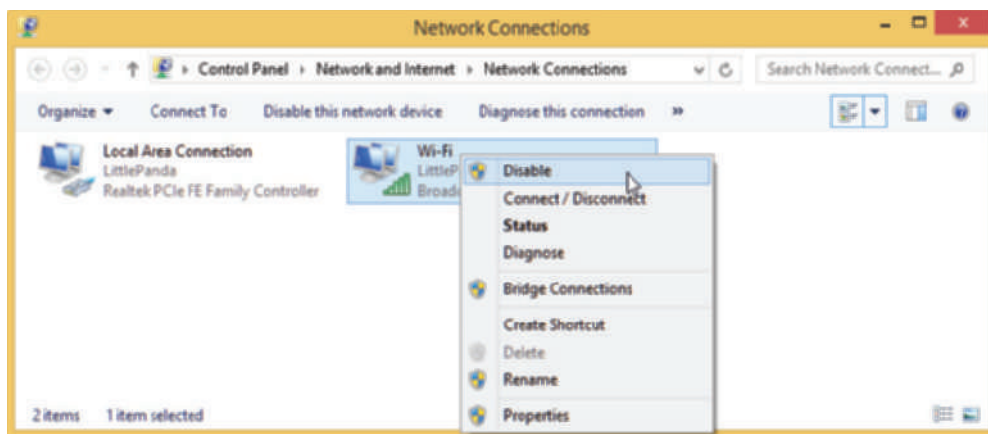 Network Connections
Control Panel Network and Internet Network Connections
Search Network Connect...
Organize Connect To Disable this network device Diagnose this connection »
Local Area Connection
LittlePanda
Realtek PCIe FE Family Controller
Wi-Fi
LittleP
Broadc
Disable
Connect / Disconnect
Status
Diagnose
Bridge Connections
Create Shortcut
Delete
Rename
Properties
2 items 1 item selected